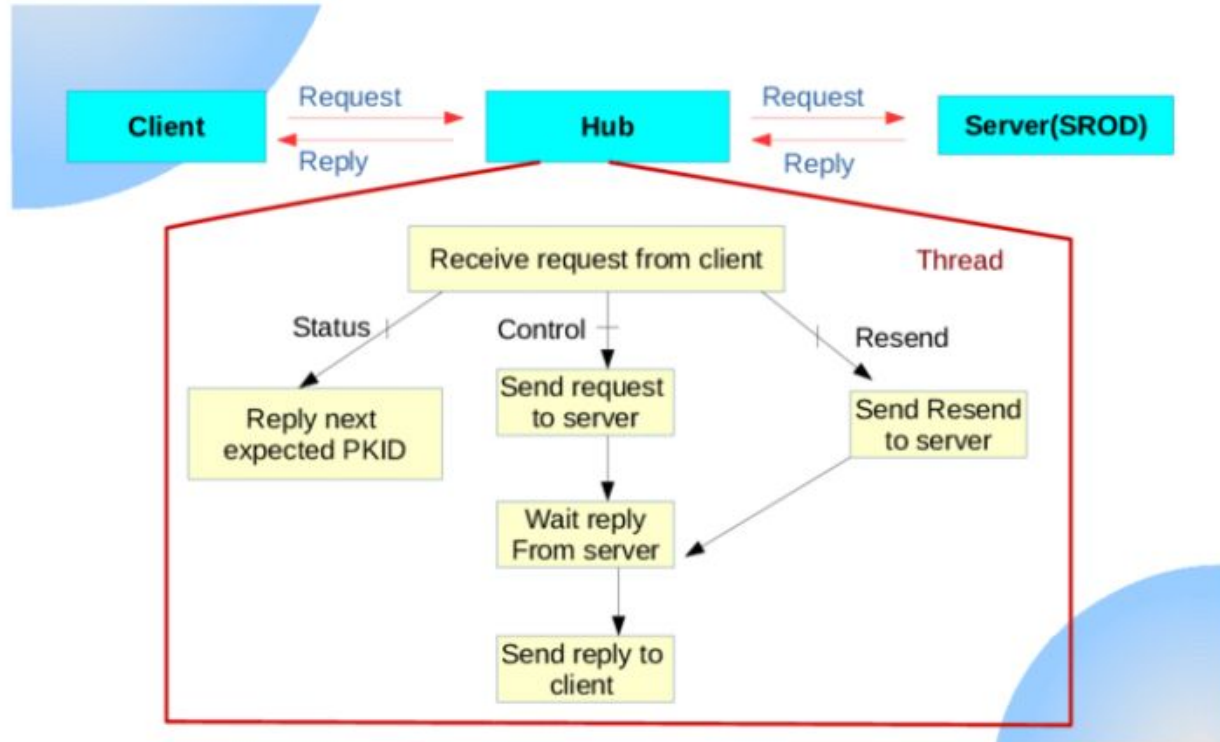 Request
Request
Client
Hub
Server(SROD)
Reply
Reply
Receive request from client
Thread
Status
Control
Resend
Send request
to server
Reply next
expected PKID
Send Resend
to server
Wait reply
From server
Send reply to
client